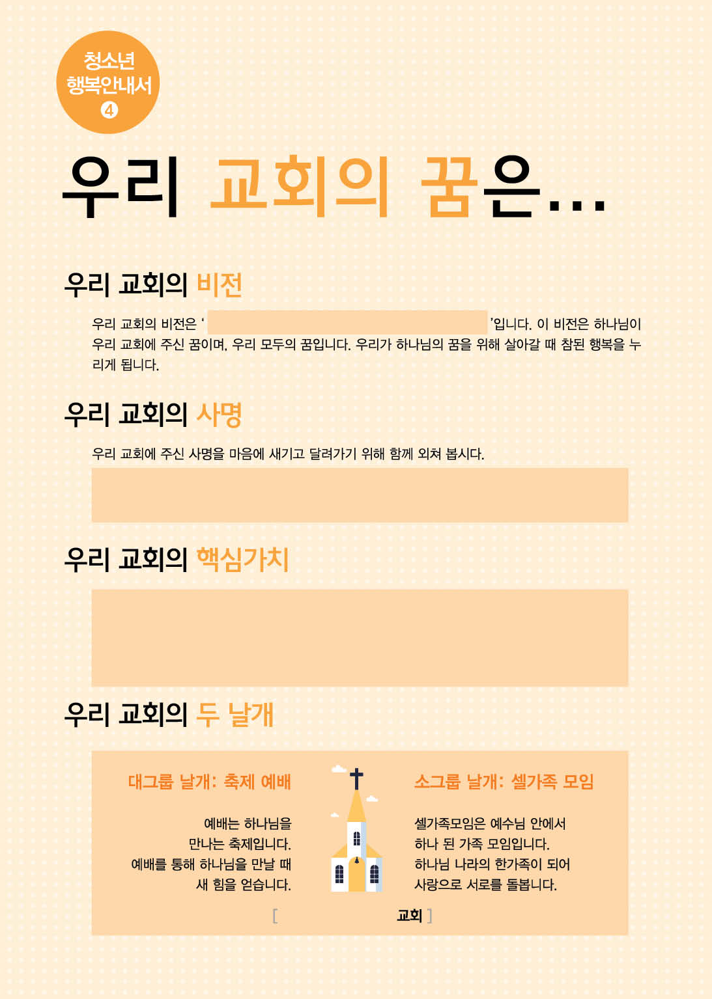 청소년
행복안내서
❹
우리 교회의 꿈은...
우리 교회의 비전
우리 교회의 비전은 ‘ ’입니다. 이 비전은 하나님이
우리 교회에 주신 꿈이며, 우리 모두의 꿈입니다. 우리가 하나님의 꿈을 위해 살아갈 때 참된 행복을 누
리게 됩니다.
우리 교회의 사명
우리 교회에 주신 사명을 마음에 새기고 달려가기 위해 함께 외쳐 봅시다.
우리 교회의 핵심가치
우리 교회의 두 날개
대그룹 날개: 축제 예배
예배는 하나님을
만나는 축제입니다.
예배를 통해 하나님을 만날 때
새 힘을 얻습니다.
소그룹 날개: 셀가족 모임
셀가족모임은 예수님 안에서
하나 된 가족 모임입니다.
하나님 나라의 한가족이 되어
사랑으로 서로를 돌봅니다.
[ 교회 ]